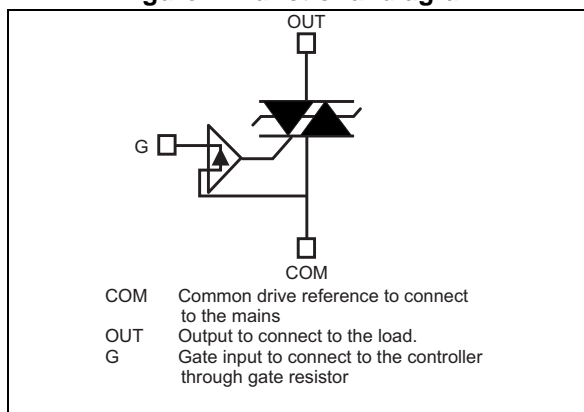 OUT
G
COM
COM Common drive reference to connect
to the mains
OUT Output to connect to the load.
G Gate input to connect to the controller
through gate resistor